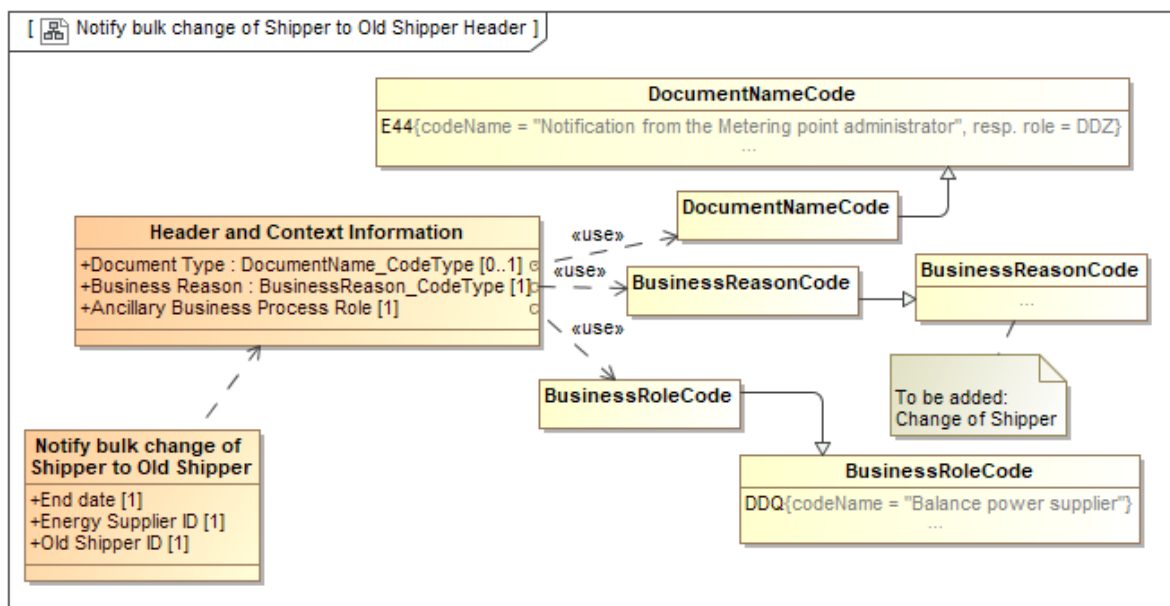 [ Notify bulk change of Shipper to Old Shipper Header ]
DocumentNameCode
E44{codeName = "Notification from the Metering point administrator", resp. role = DDZ}
...
DocumentNameCode
Header and Context Information
+Document Type : DocumentName_CodeType [0..1]
+Business Reason : BusinessReason_CodeType [1]
+Ancillary Business Process Role [1]
«use»
«use»
«use»
BusinessReasonCode
BusinessReasonCode
...
To be added:
Change of Shipper
BusinessRoleCode
Notify bulk change of
Shipper to Old Shipper
+End date [1]
+Energy Supplier ID [1]
+Old Shipper ID [1]
BusinessRoleCode
DDQ{codeName = "Balance power supplier"}
...